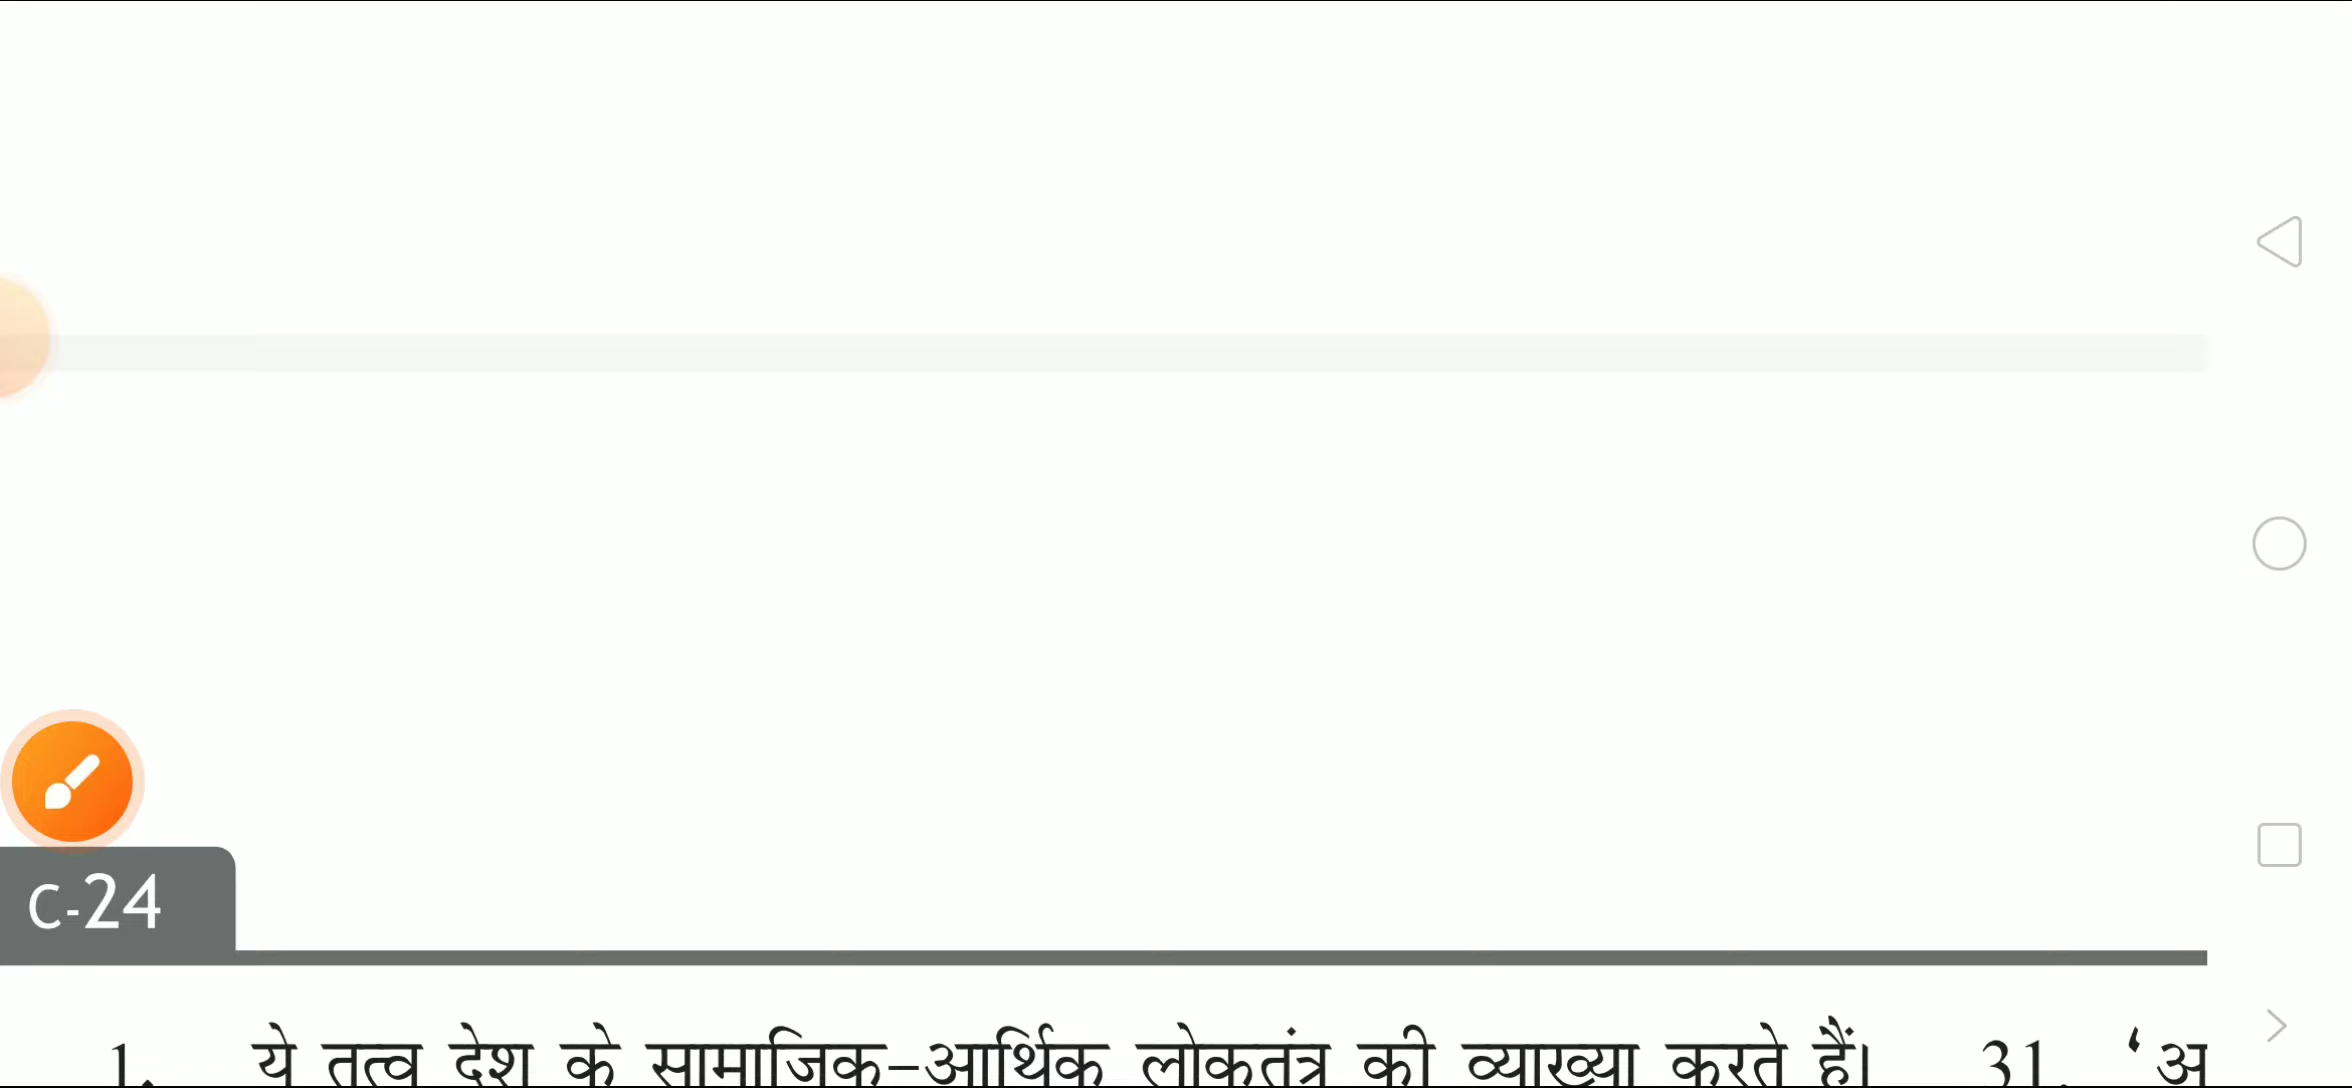 C-24
1. ये तत्व देश के सामाजिक-आर्थिक लोकतंत्र की व्याख्या करते हैं।
31. ‘अ